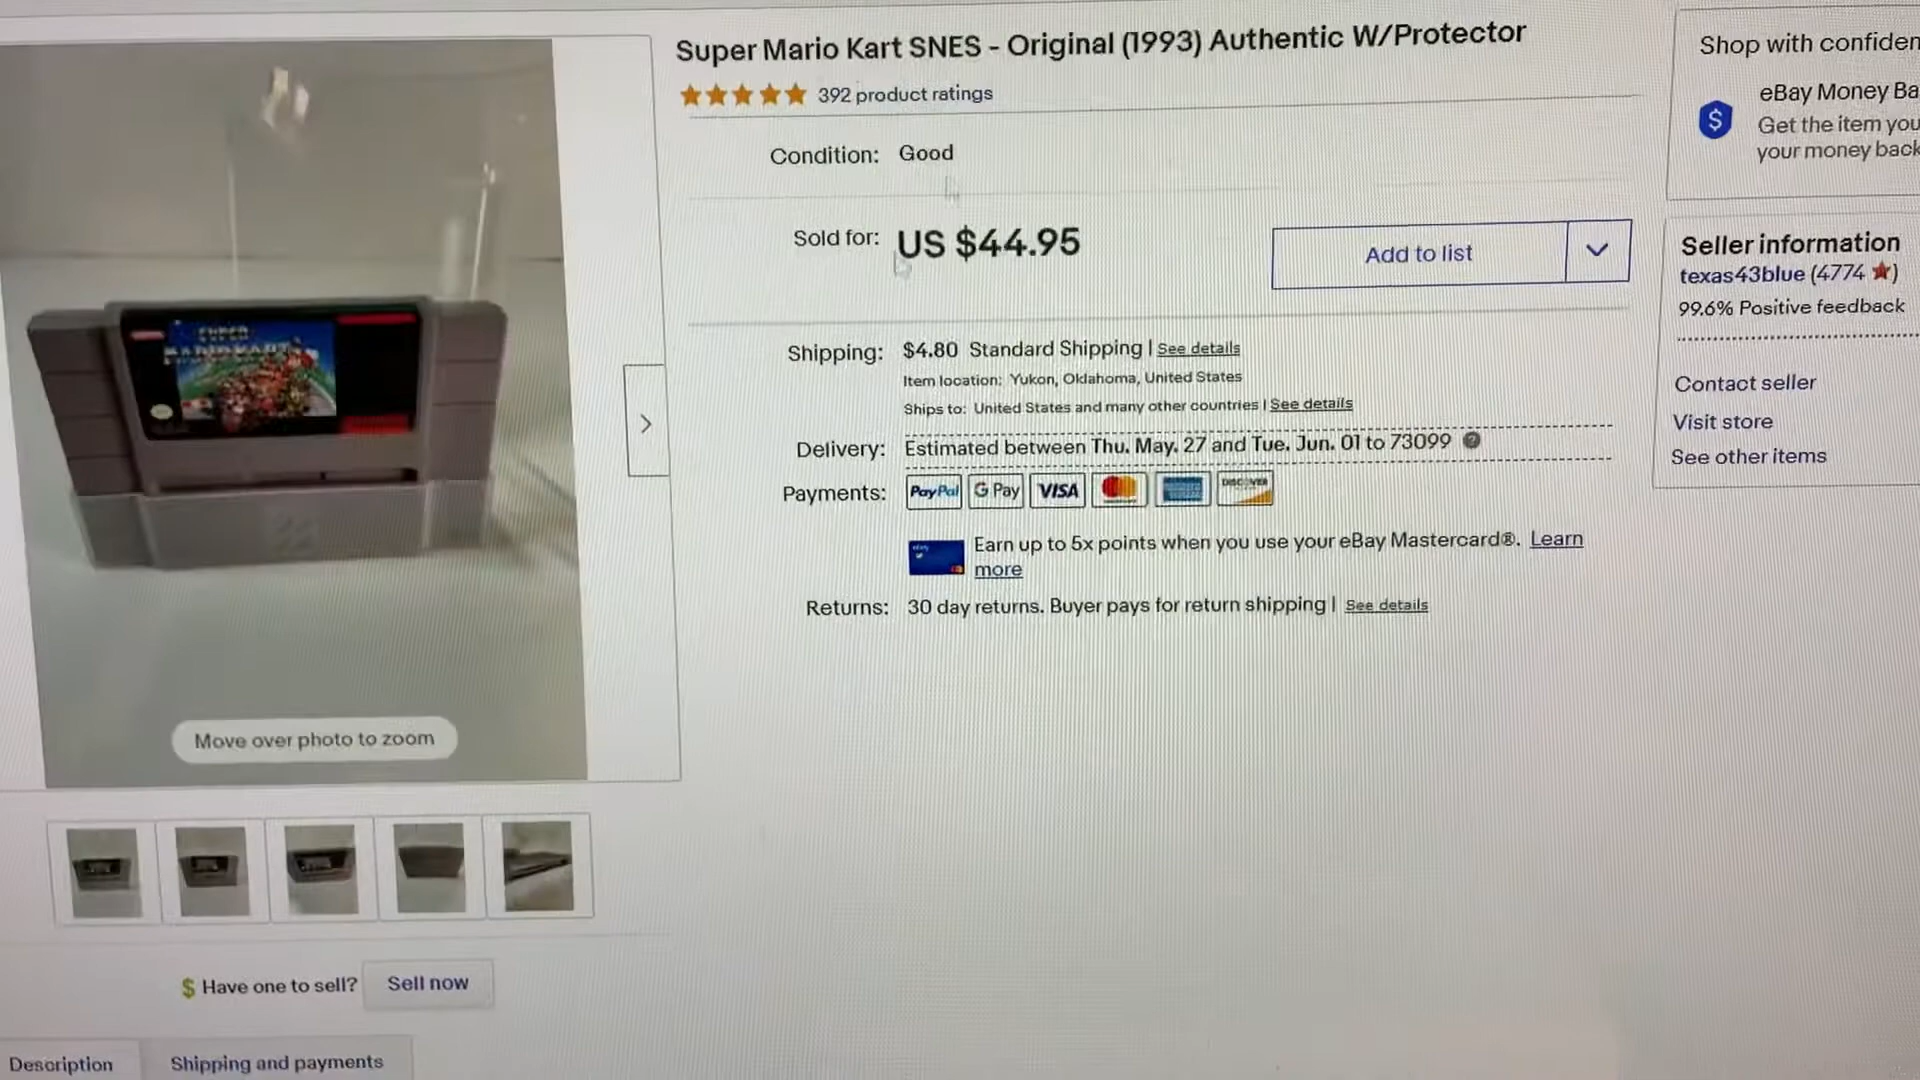 Super Mario Kart SNES - Original (1993) Authentic W/Protector
392 product ratings
Condition: Good
Sold for: US $44.95
Add to list
Shipping: $4.80 Standard Shipping | See details
Item location: Yukon, Oklahoma, United States
Ships to: United States and many other countries | See details
Delivery: Estimated between Thu. May. 27 and Tue. Jun. 01 to 73099
Payments: PayPal G Pay VISA DISCOVER
Earn up to 5x points when you use your eBay Mastercard®. Learn
more
Returns: 30 day returns. Buyer pays for return shipping | See details
Shop with confiden
eBay Money Ba
Get the item you
your money back
Seller information
texas43blue (4774)
99.6% Positive feedback
Contact seller
Visit store
See other items
SUPER
MARIO KART
Move over photo to zoom
$ Have one to sell? Sell now
Description
Shipping and payments